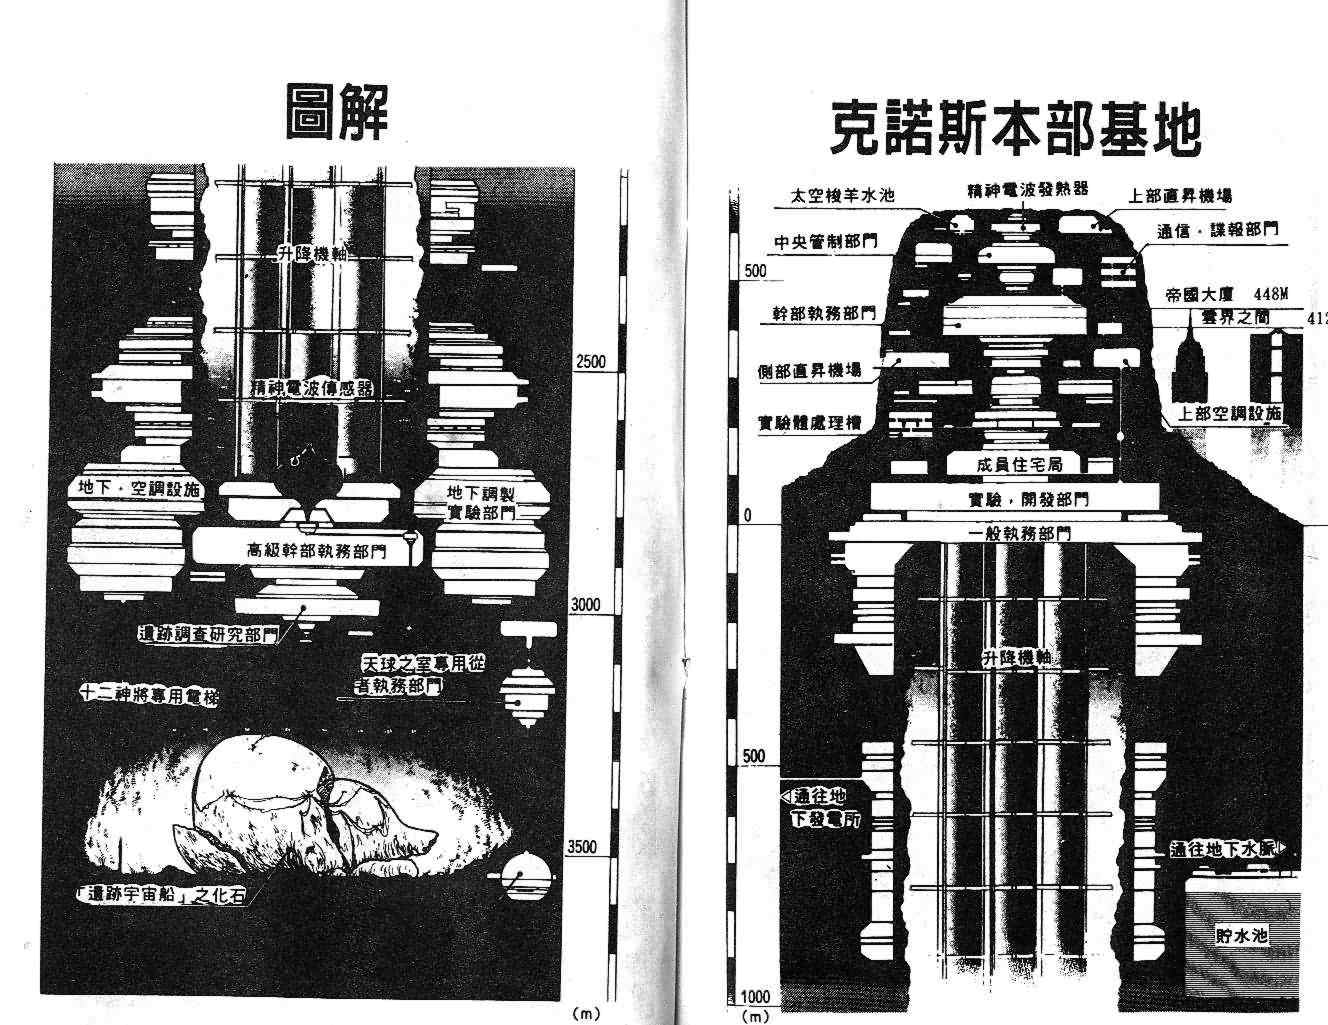 圖解
升降機軸
精神電波傳感器
2500
地下．空調設施
地下調製
實驗部門
高級幹部執務部門
3000
遺跡調查研究部門
天球之室專用從
者執務部門
十二神將專用電梯
3500
「遺跡宇宙船」之化石
(m)
克諾斯本部基地
太空梭羊水池
精神電波發熱器
上部直昇機場
中央管制部門
通信．諜報部門
500
帝國大廈 448M
雲界之間 412
幹部執務部門
側部直昇機場
上部空調設施
實驗體處理槽
成員住宅局
實驗，開發部門
0
一般執務部門
升降機軸
500
通往地
下發電所
通往地下水脈
貯水池
1000
(m)